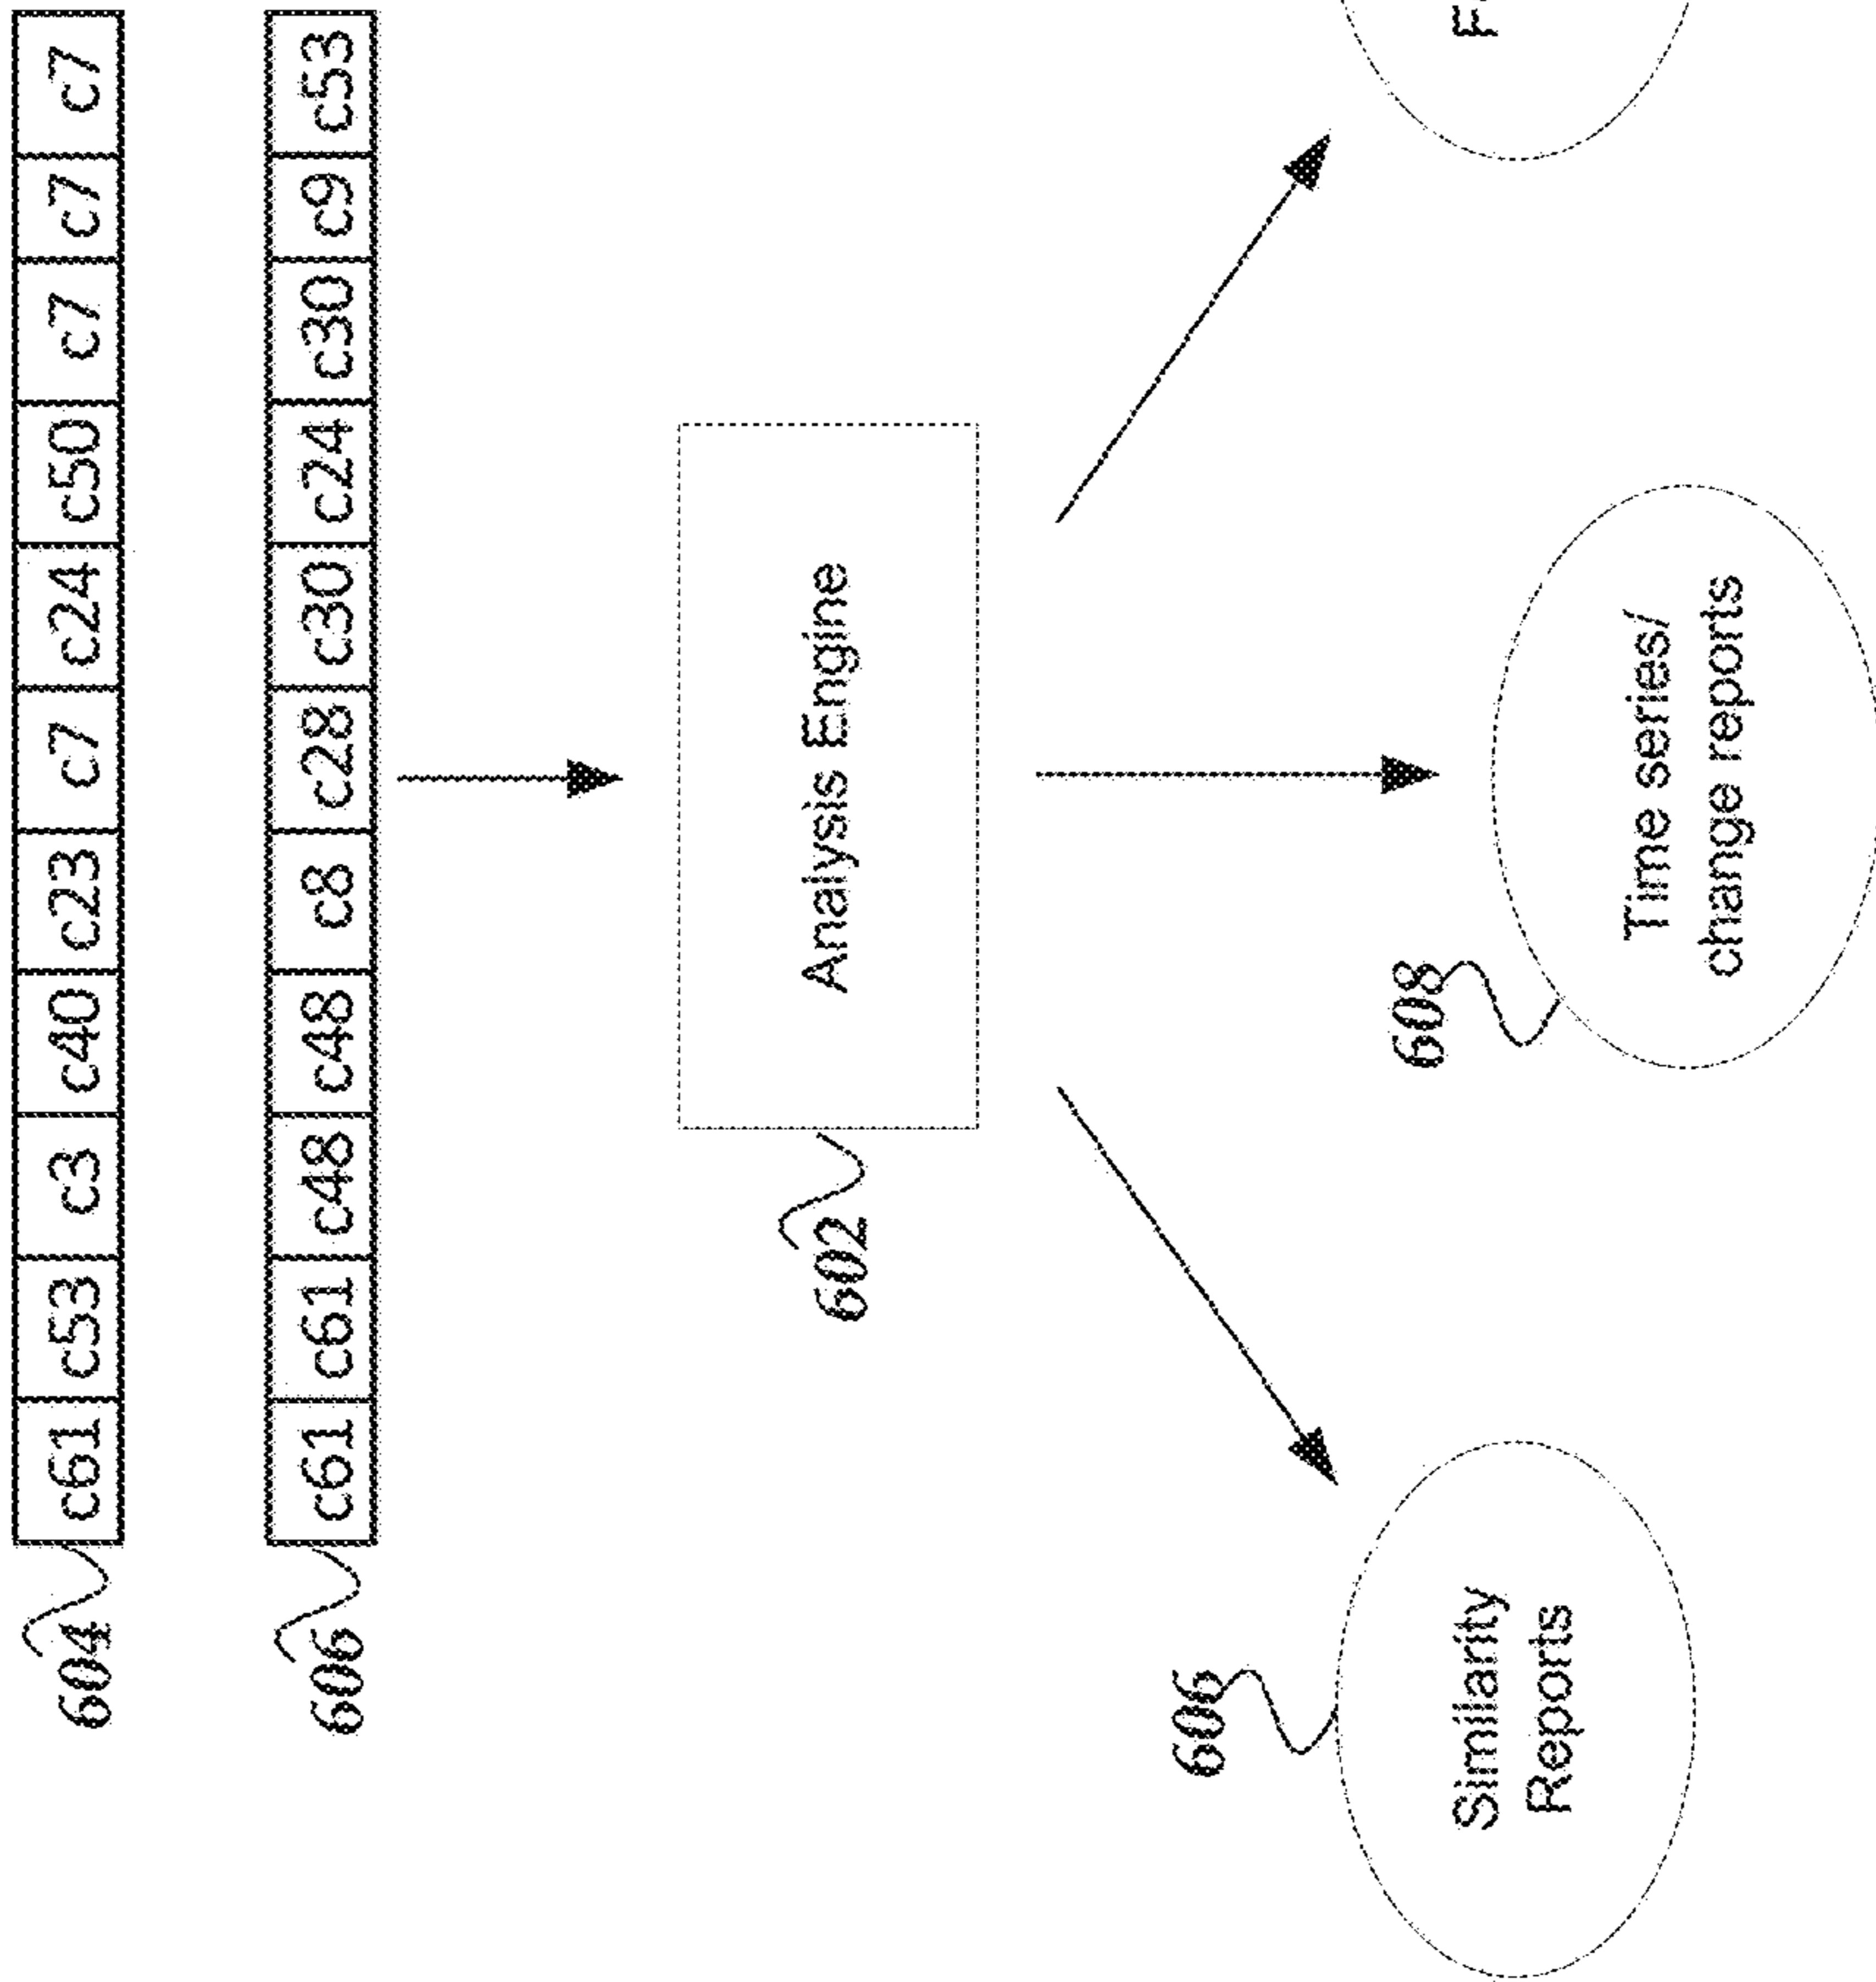 604 c61 c53 c3 c40 c23 c7 c24 c50 c7 c7 c7
606 c61 c61 c48 c48 c8 c28 c30 c24 c30 c9 c53
602
Analysis Engine
606
Similarity
Reports
608
Time series/
change reports